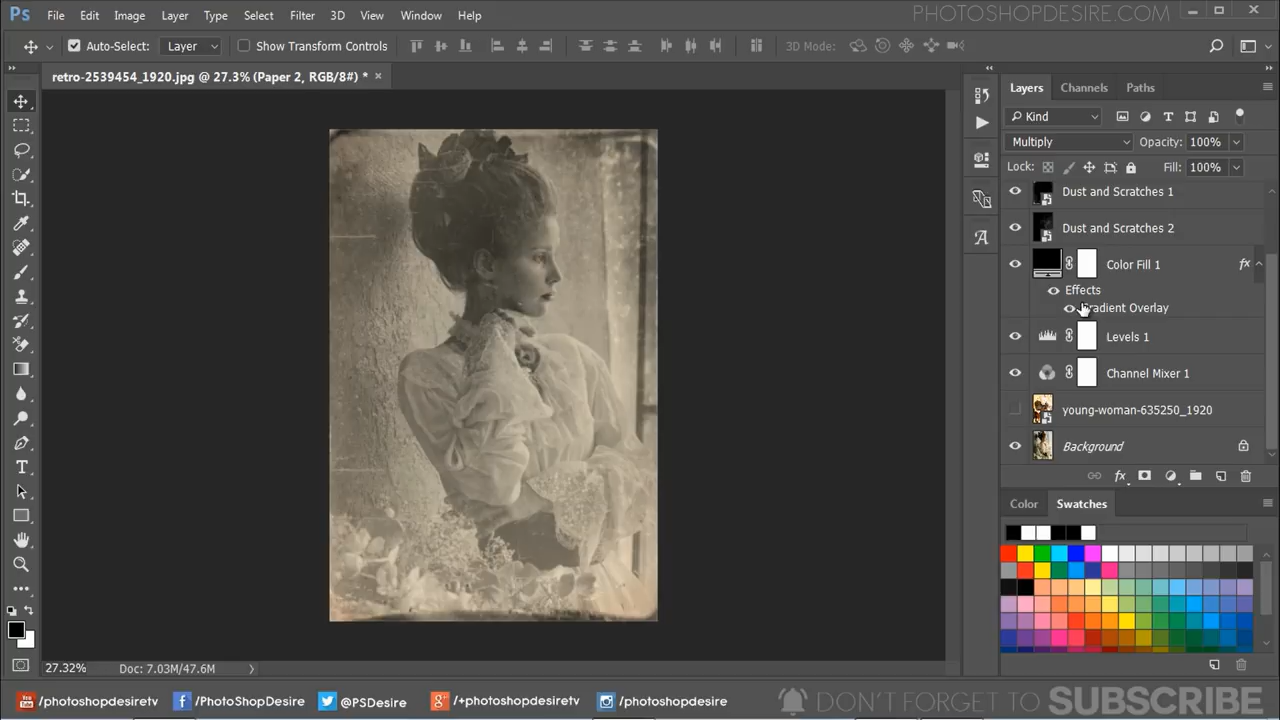 Ps File Edit Image Layer Type Select Filter 3D View Window Help
PHOTOSHOPDESIRE.COM
Auto-Select: Layer Show Transform Controls 3D Mode:
retro-2539454_1920.jpg @ 27.3% (Paper 2, RGB/8#) * ×
Layers Channels Paths
Kind
Multiply Opacity: 100%
Lock: Fill: 100%
Dust and Scratches 1
Dust and Scratches 2
Color Fill 1 fx
Effects
Gradient Overlay
Levels 1
Channel Mixer 1
young-woman-635250_1920
Background
fx
Color Swatches
27.32% Doc: 7.03M/47.6M
/photoshopdesiretv /PhotoShopDesire @PSDesire /+photoshopdesiretv /photoshopdesire DON'T FORGET TO SUBSCRIBE